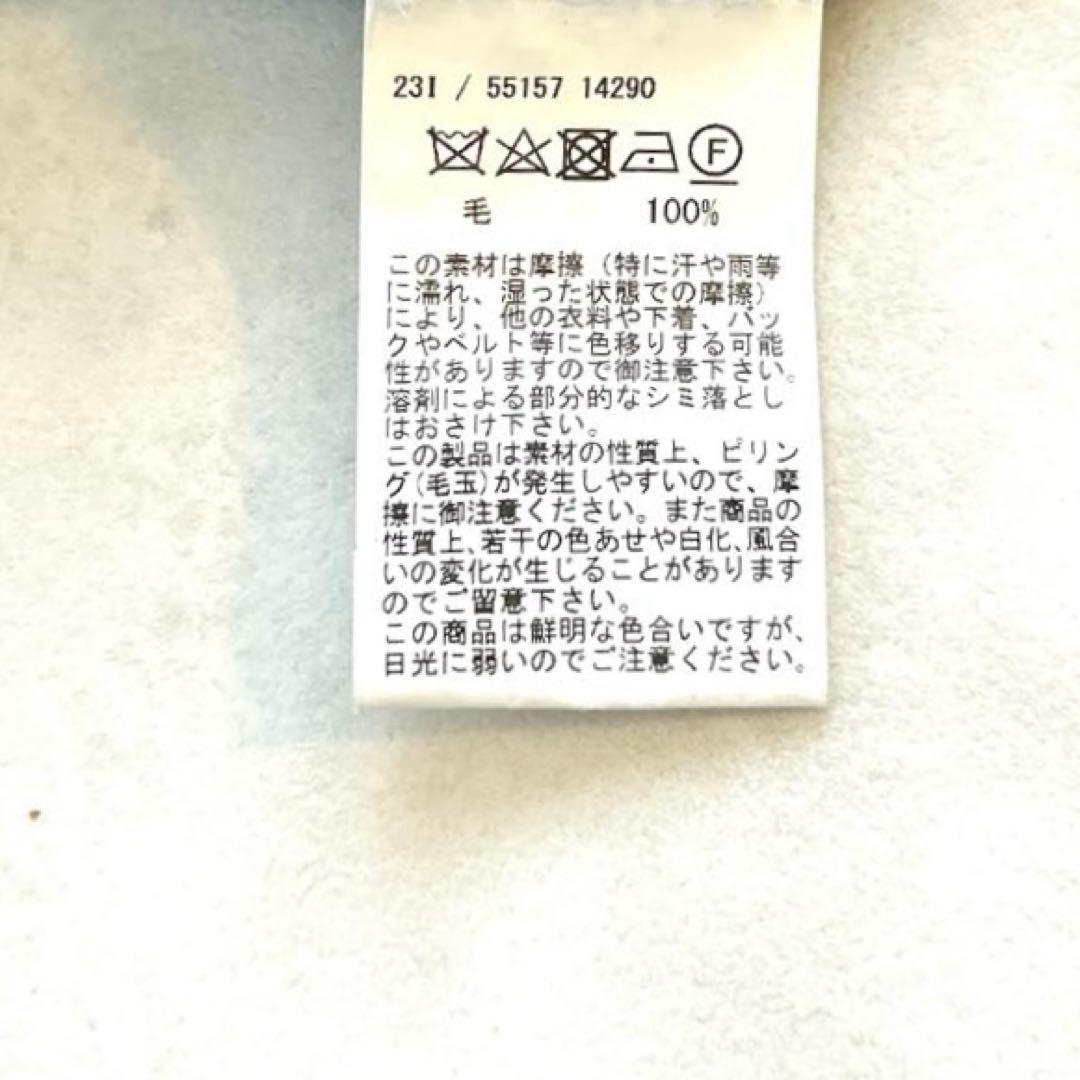 23I / 55157 14290
F
毛 100%
この素材は摩擦（特に汗や雨等
に濡れ、湿った状態での摩擦）
により、他の衣料や下着、バッ
クやベルト等に色移りする可能
性がありますので御注意下さい。
溶剤による部分的なシミ落とし
はおさけ下さい。
この製品は素材の性質上、ピリン
グ(毛玉)が発生しやすいので、摩
擦に御注意ください。また商品の
性質上、若干の色あせや白化、風合
いの変化が生じることがあります
のでご留意下さい。
この商品は鮮明な色合いですが、
日光に弱いのでご注意ください。